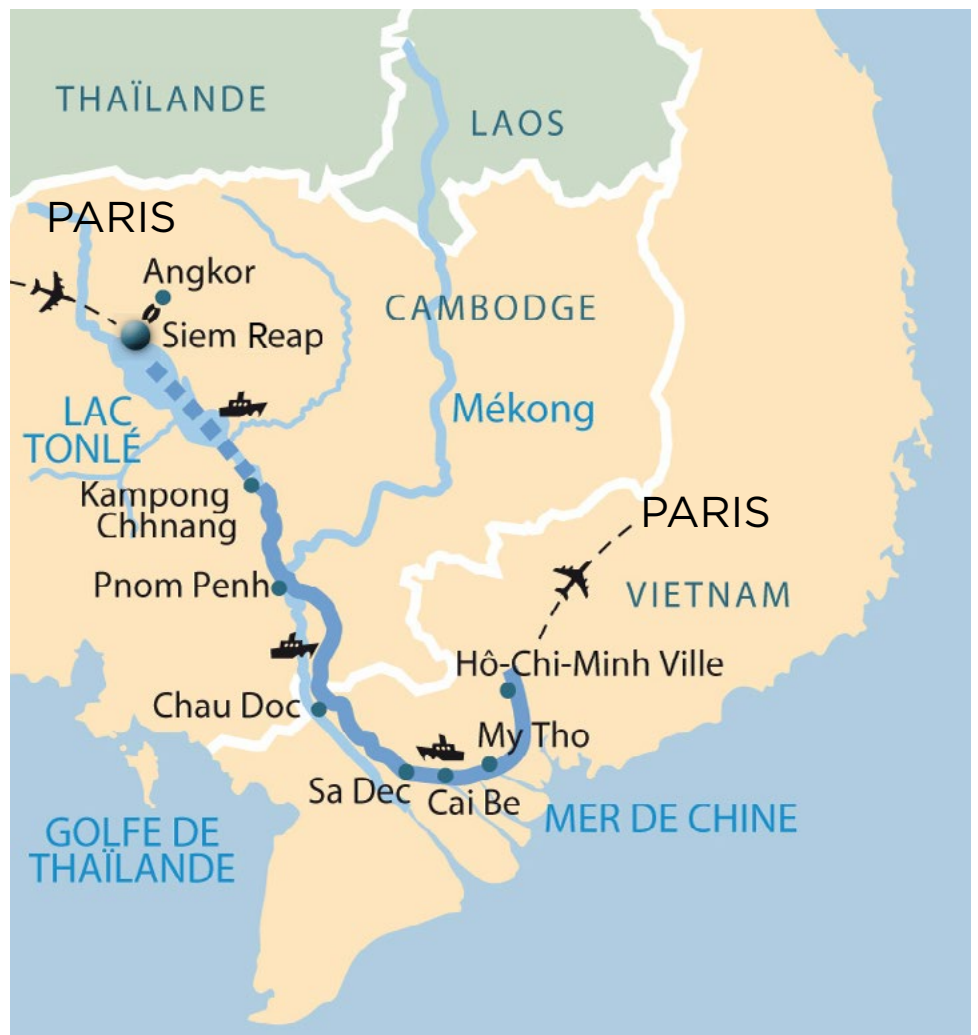 THAÏLANDE
LAOS
PARIS
Angkor
CAMBODGE
Siem Reap
LAC
TONLÉ
Mékong
Kampong
Chhnang
PARIS
Pnom Penh
VIETNAM
Hô-Chi-Minh Ville
Chau Doc
My Tho
Sa Dec
Cai Be
MER DE CHINE
GOLFE DE
THAÏLANDE